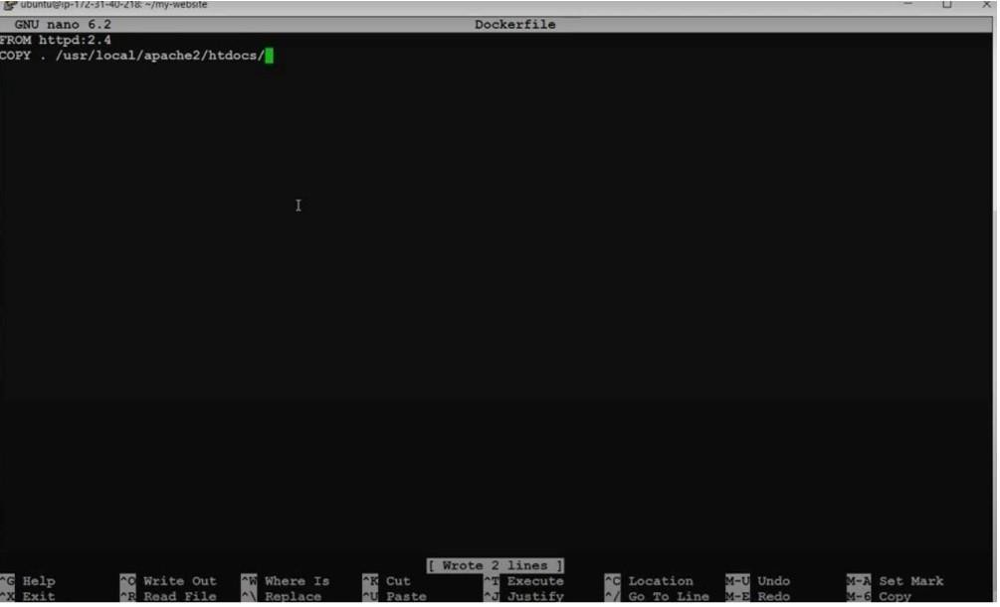 ubuntu@ip-172-31-40-218: ~/my-website
GNU nano 6.2 Dockerfile
FROM httpd:2.4
COPY . /usr/local/apache2/htdocs/
[ Wrote 2 lines ]
^G Help ^O Write Out ^W Where Is ^K Cut ^T Execute ^C Location M-U Undo M-A Set Mark
^X Exit ^R Read File ^\ Replace ^U Paste ^J Justify ^/ Go To Line M-E Redo M-6 Copy